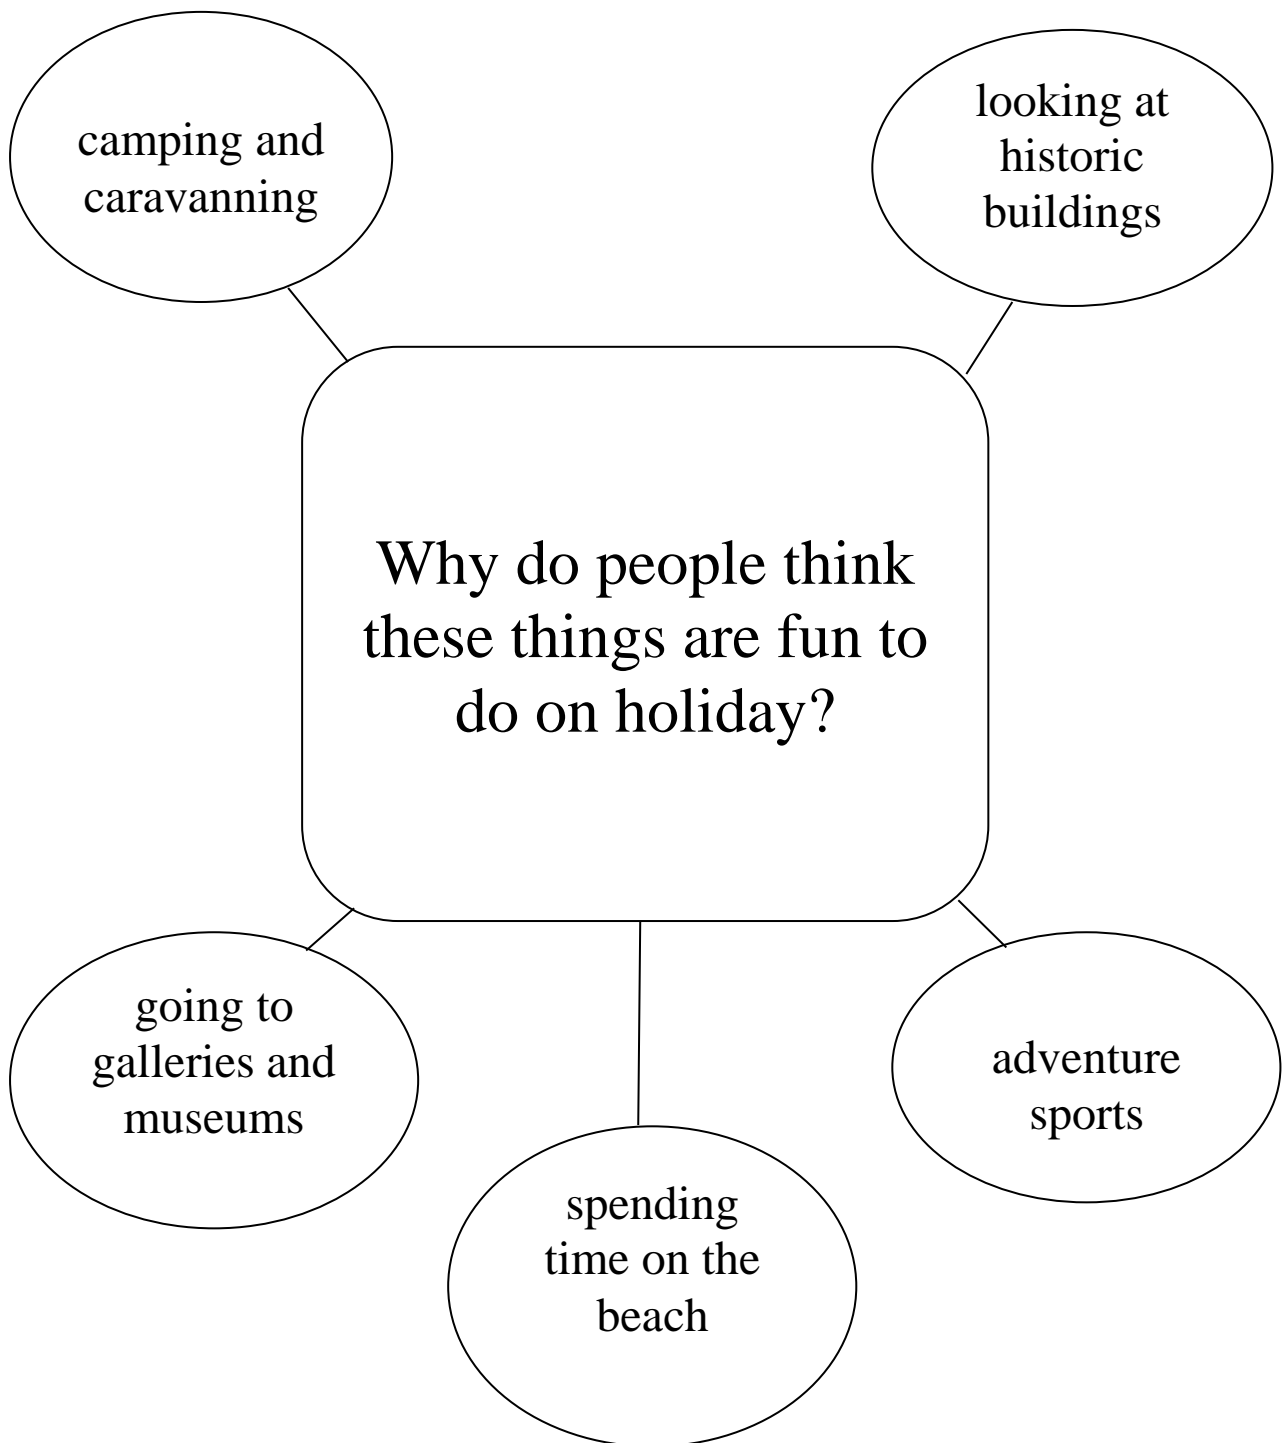 camping and
caravanning
looking at
historic
buildings
Why do people think
these things are fun to
do on holiday?
going to
galleries and
museums
adventure
sports
spending
time on the
beach